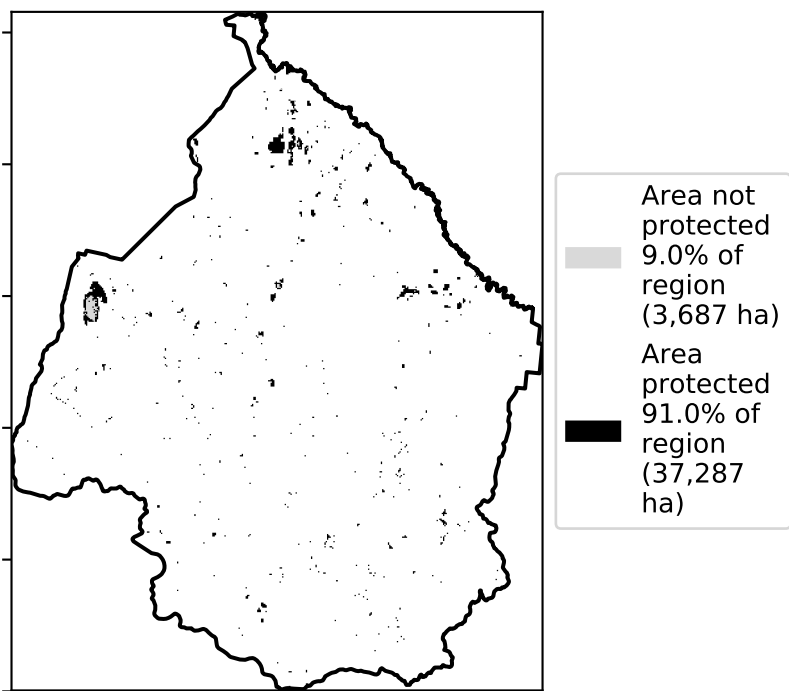 Area not
protected
9.0% of
region
(3,687 ha)
Area
protected
91.0% of
region
(37,287
ha)